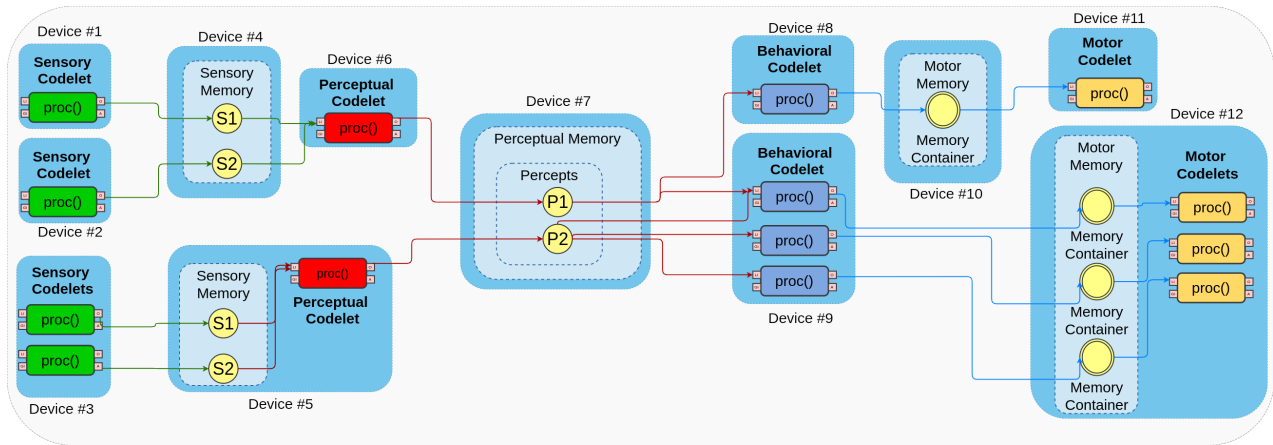 Device #1
Sensory
Codelet
proc()
Sensory
Codelet
proc()
Device #2
Sensory
Codelets
proc()
proc()
Device #3
Device #4
Sensory
Memory
S1
S2
Sensory
Memory
S1
S2
proc()
Perceptual
Codelet
Device #5
Device #6
Perceptual
Codelet
proc()
Device #7
Perceptual Memory
Percepts
P1
P2
Device #8
Behavioral
Codelet
proc()
Behavioral
Codelet
proc()
proc()
proc()
Device #9
Motor
Memory
Memory
Container
Device #10
Device #11
Motor
Codelet
proc()
Device #12
Motor
Memory
Memory
Container
Memory
Container
Memory
Container
Motor
Codelets
proc()
proc()
proc()